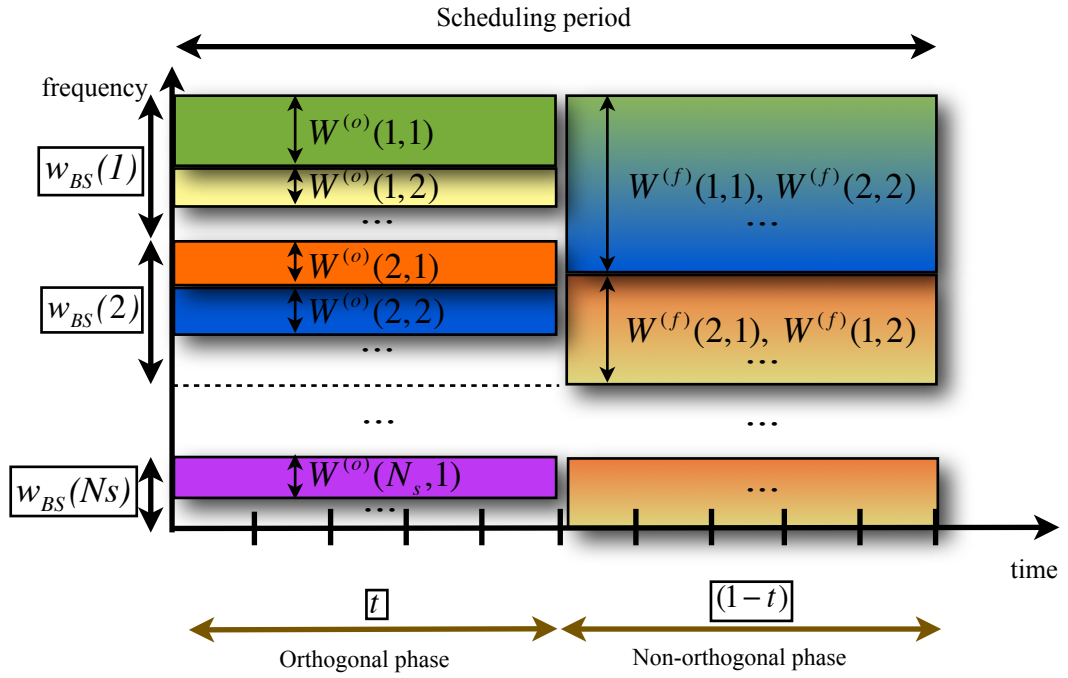 Scheduling period
frequency
w_BS(1)
W^(o)(1,1)
W^(o)(1,2)
...
W^(f)(1,1), W^(f)(2,2)
...
w_BS(2)
W^(o)(2,1)
W^(o)(2,2)
...
W^(f)(2,1), W^(f)(1,2)
...
...
...
w_BS(Ns)
W^(o)(N_s,1)
...
...
time
t
(1−t)
Orthogonal phase
Non-orthogonal phase